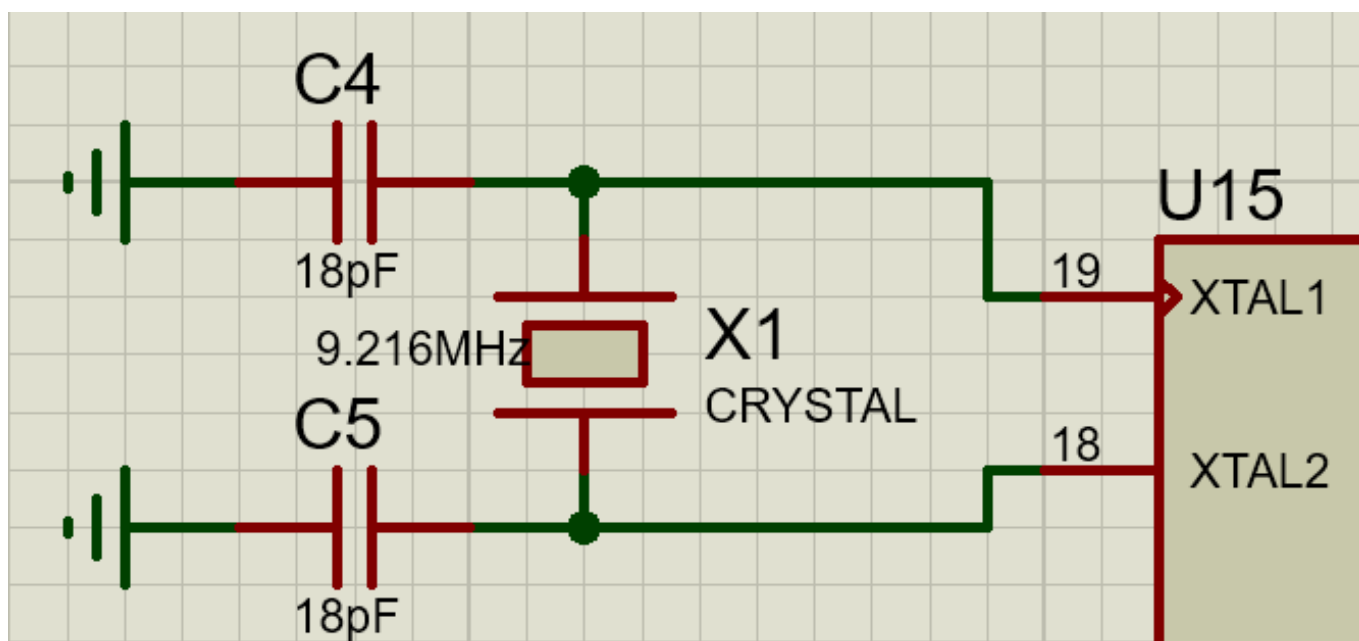 C4
18pF
U15
19
XTAL1
9.216MHz
X1
CRYSTAL
C5
18
XTAL2
18pF